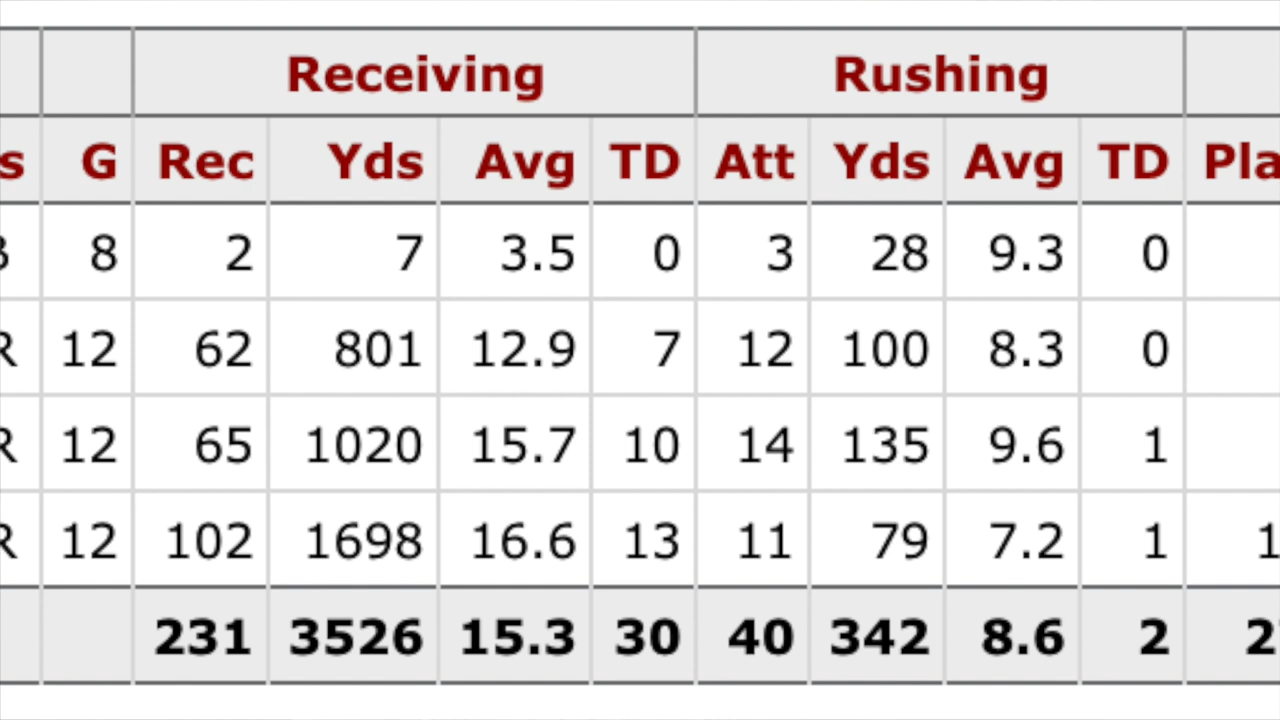 Receiving Rushing
s G Rec Yds Avg TD Att Yds Avg TD Pla
8 2 7 3.5 0 3 28 9.3 0
R 12 62 801 12.9 7 12 100 8.3 0
R 12 65 1020 15.7 10 14 135 9.6 1
R 12 102 1698 16.6 13 11 79 7.2 1 1
231 3526 15.3 30 40 342 8.6 2 2